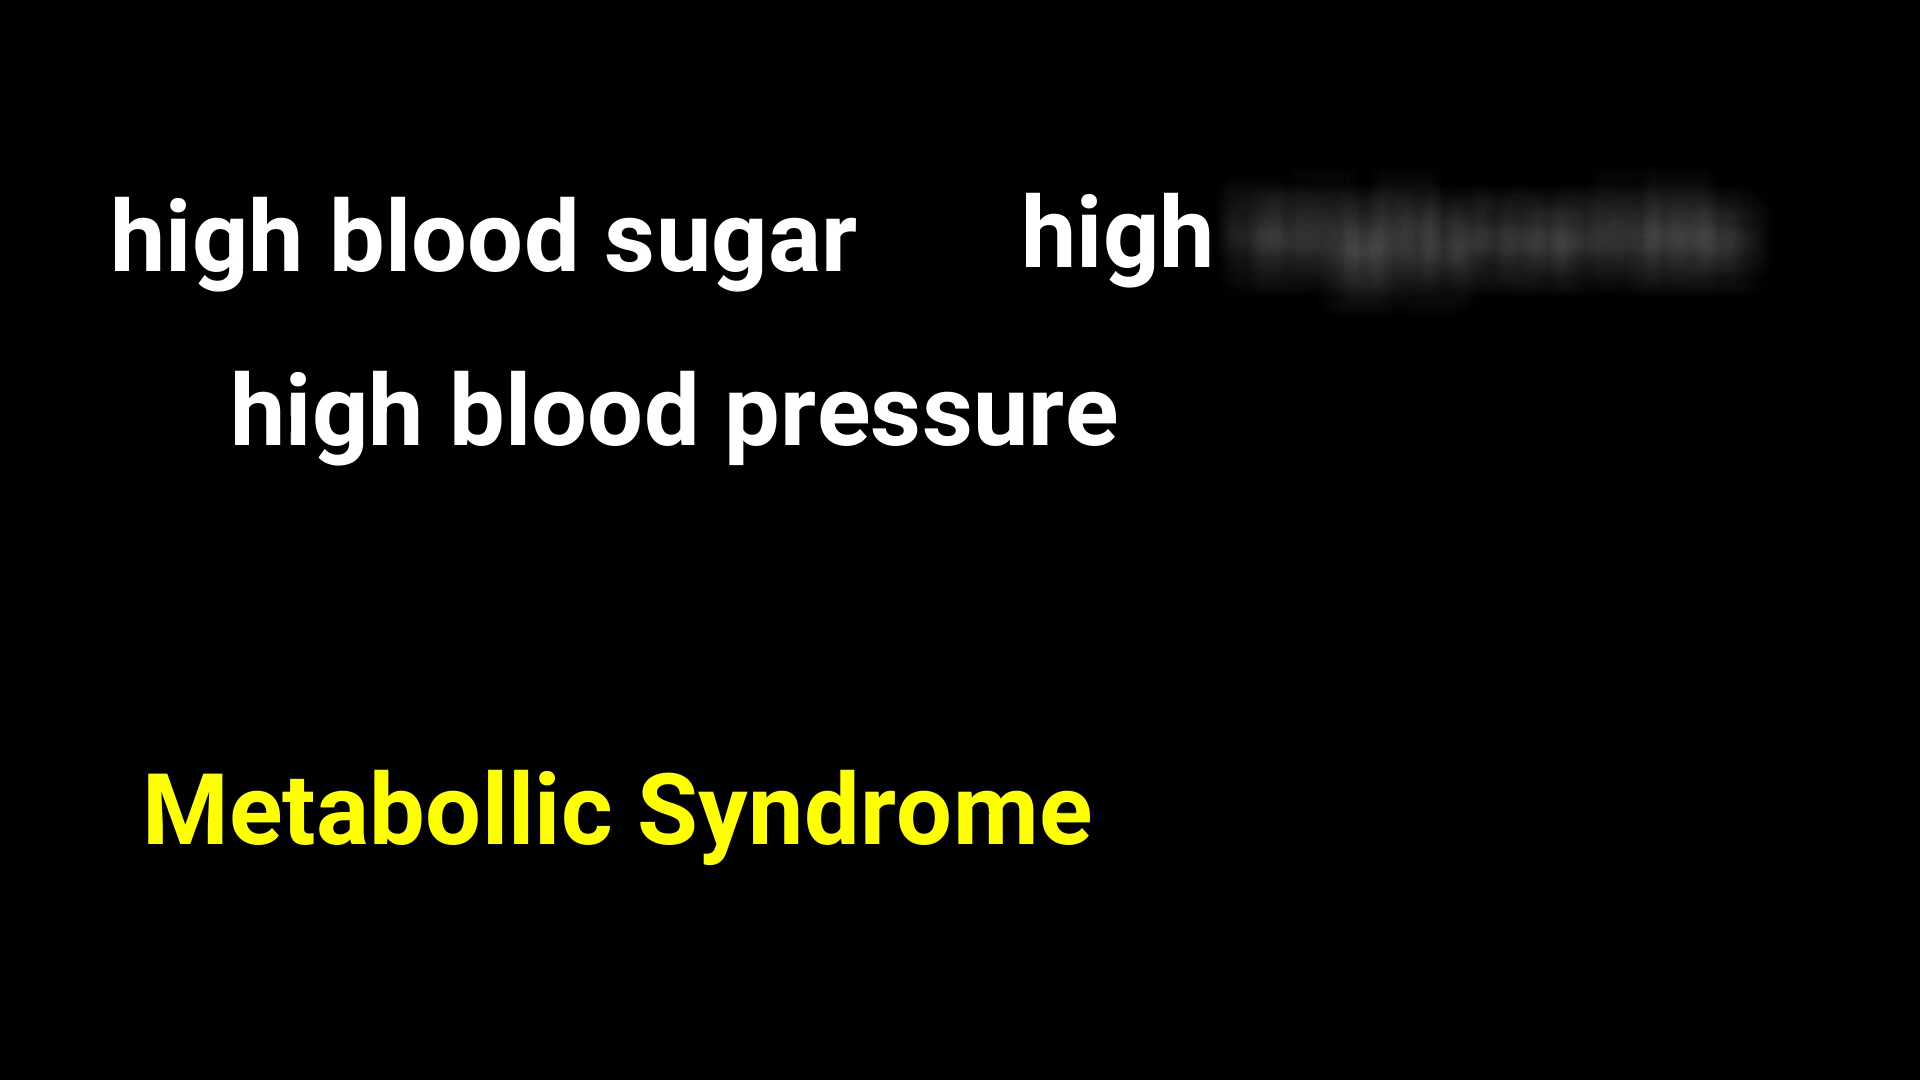 high blood sugar
high
high blood pressure
Metabollic Syndrome